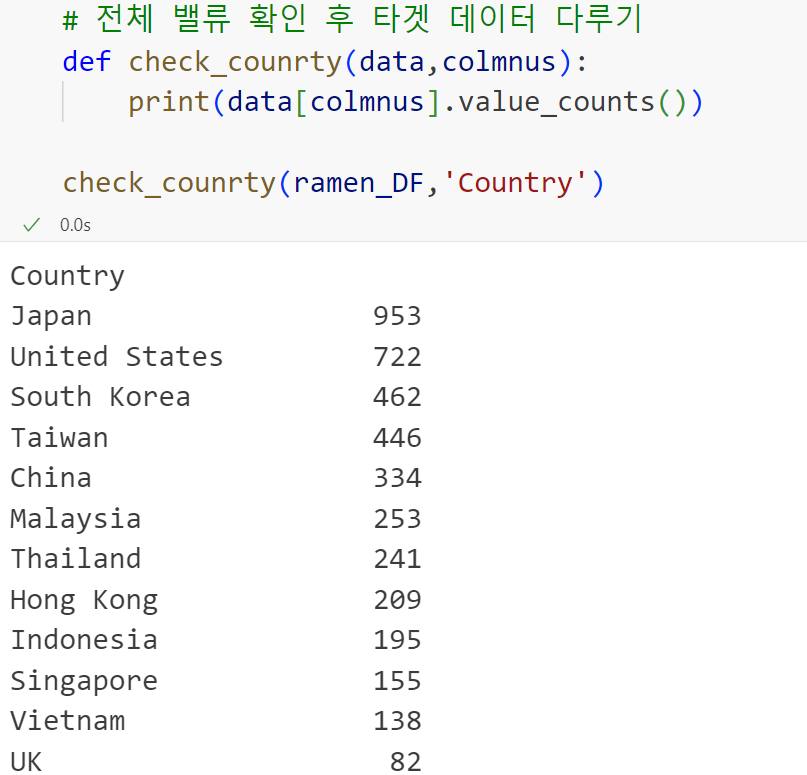 # 전체 밸류 확인 후 타겟 데이터 다루기
def check_counrty(data,colmnus):
    print(data[colmnus].value_counts())
check_counrty(ramen_DF,'Country')
0.0s
Country
Japan 953
United States 722
South Korea 462
Taiwan 446
China 334
Malaysia 253
Thailand 241
Hong Kong 209
Indonesia 195
Singapore 155
Vietnam 138
UK 82